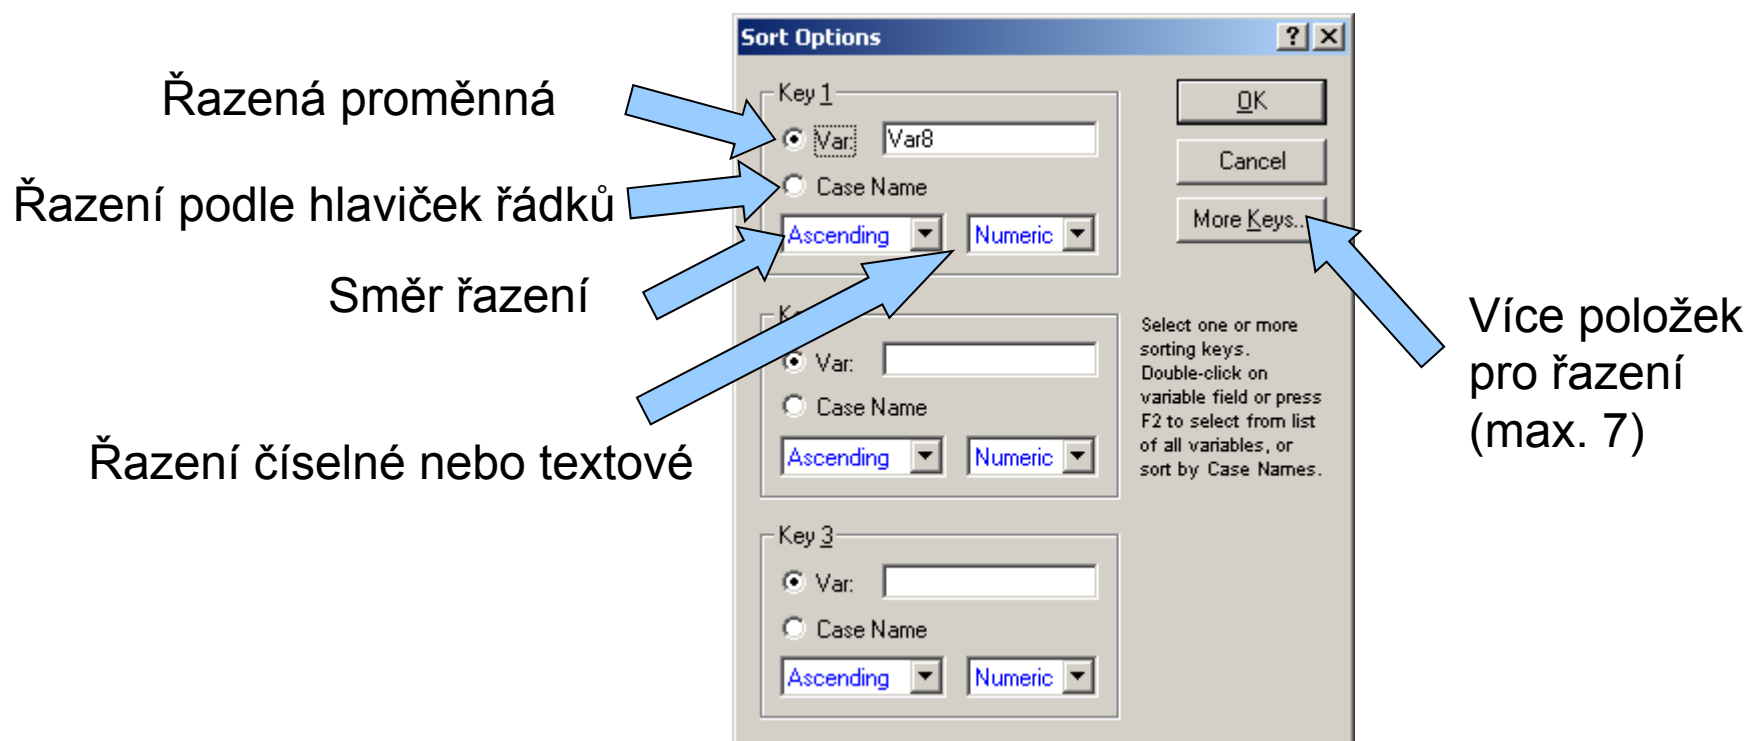 Sort Options
Řazená proměnná
Řazení podle hlaviček řádků
Směr řazení
Řazení číselné nebo textové
Key 1
Var: Var8
Case Name
Ascending Numeric
OK
Cancel
More Keys...
Var:
Case Name
Ascending Numeric
Key 3
Var:
Case Name
Ascending Numeric
Select one or more
sorting keys.
Double-click on
variable field or press
F2 to select from list
of all variables, or
sort by Case Names.
Více položek
pro řazení
(max. 7)